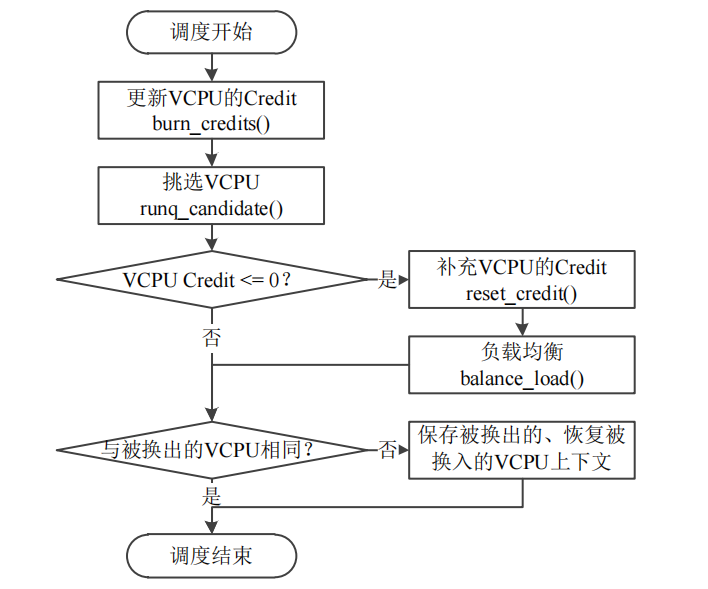 调度开始
更新VCPU的Credit
burn_credits()
挑选VCPU
runq_candidate()
VCPU Credit <= 0?
是
补充VCPU的Credit
reset_credit()
否
负载均衡
balance_load()
与被换出的VCPU相同?
否
保存被换出的、恢复被
换入的VCPU上下文
是
调度结束